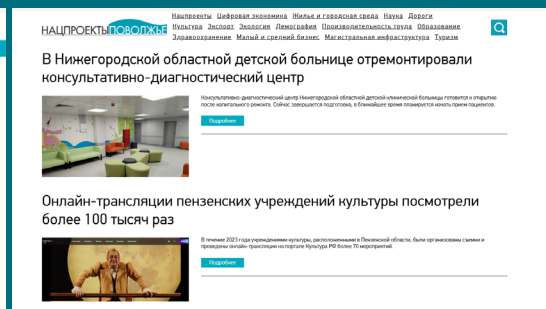 НАЦПРОЕКТЫПОВОЛЖЬЕ
Нацпроекты Цифровая экономика Жилье и городская среда Наука Дороги
Культура Экспорт Экология Демография Производительность труда Образование
Здравоохранение Малый и средний бизнес Магистральная инфраструктура Туризм
В Нижегородской областной детской больнице отремонтировали
консультативно-диагностический центр
Консультативно-диагностический центр Нижегородской областной детской клинической больницы готовится к открытию
после капитального ремонта. Сейчас завершается подготовка, в ближайшее время планируется начать прием пациентов.
Подробнее
Онлайн-трансляции пензенских учреждений культуры посмотрели
более 100 тысяч раз
В течение 2023 года учреждениями культуры, расположенными в Пензенской области, были организованы съемки и
проведены онлайн-трансляции на портале Культура.РФ более 70 мероприятий.
Подробнее